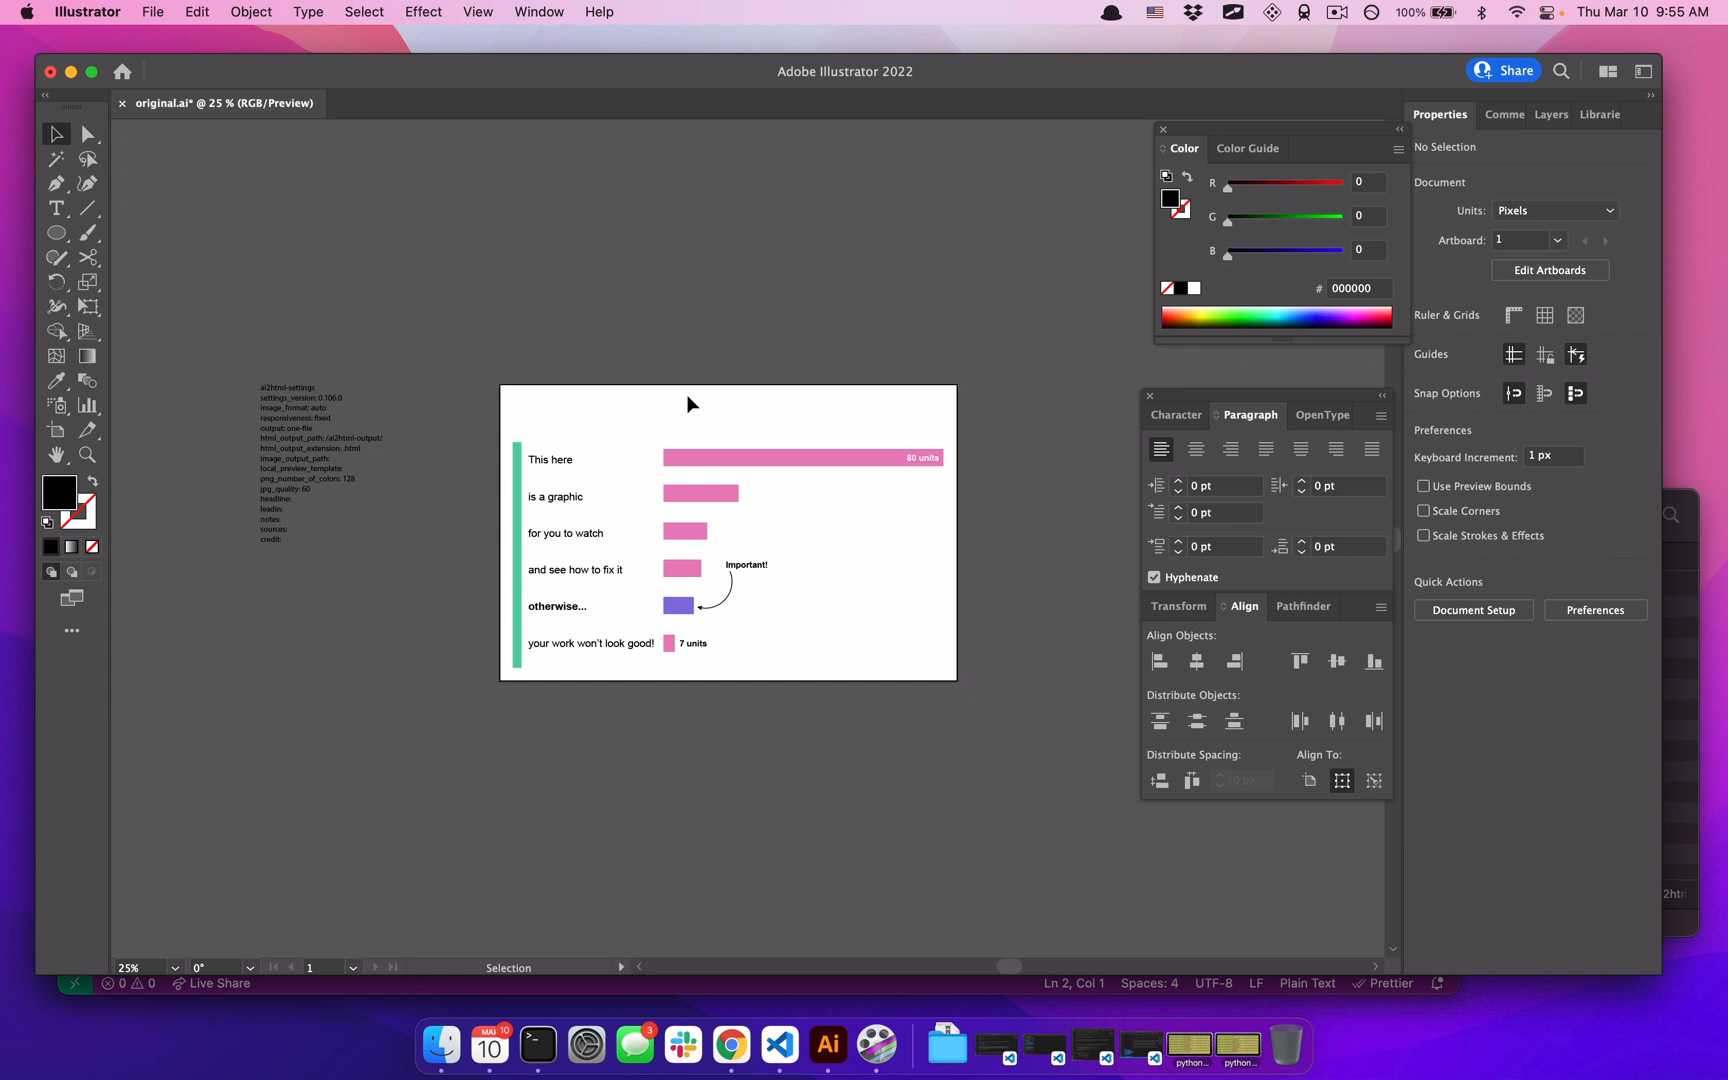 Illustrator File Edit Object Type Select Effect View Window Help
100% Thu Mar 10 9:55 AM
Adobe Illustrator 2022
Share
original.ai* @ 25 % (RGB/Preview)
Properties Comme Layers Librarie
No Selection
Document
Units: Pixels
Artboard: 1
Edit Artboards
Ruler & Grids
Guides
Snap Options
Preferences
Keyboard Increment: 1 px
Use Preview Bounds
Scale Corners
Scale Strokes & Effects
Quick Actions
Document Setup Preferences
Color Color Guide
R 0
G 0
B 0
# 000000
Character Paragraph OpenType
0 pt 0 pt
0 pt
0 pt 0 pt
Hyphenate
Transform Align Pathfinder
Align Objects:
Distribute Objects:
Distribute Spacing: Align To:
0 px
ai2html-settings
settings_version: 0.106.0
image_format: auto
responsiveness: fixed
output: one-file
html_output_path: /ai2html-output/
html_output_extension: .html
image_output_path:
local_preview_template:
png_number_of_colors: 128
jpg_quality: 60
headline:
leadin:
notes:
sources:
credit:
This here 80 units
is a graphic
for you to watch
and see how to fix it
Important!
otherwise...
your work won't look good! 7 units
25% 0° 1 Selection
0 0 Live Share Ln 2, Col 1 Spaces: 4 UTF-8 LF Plain Text Prettier
2htn
MAR 10
10
3
Ai
python...
python...